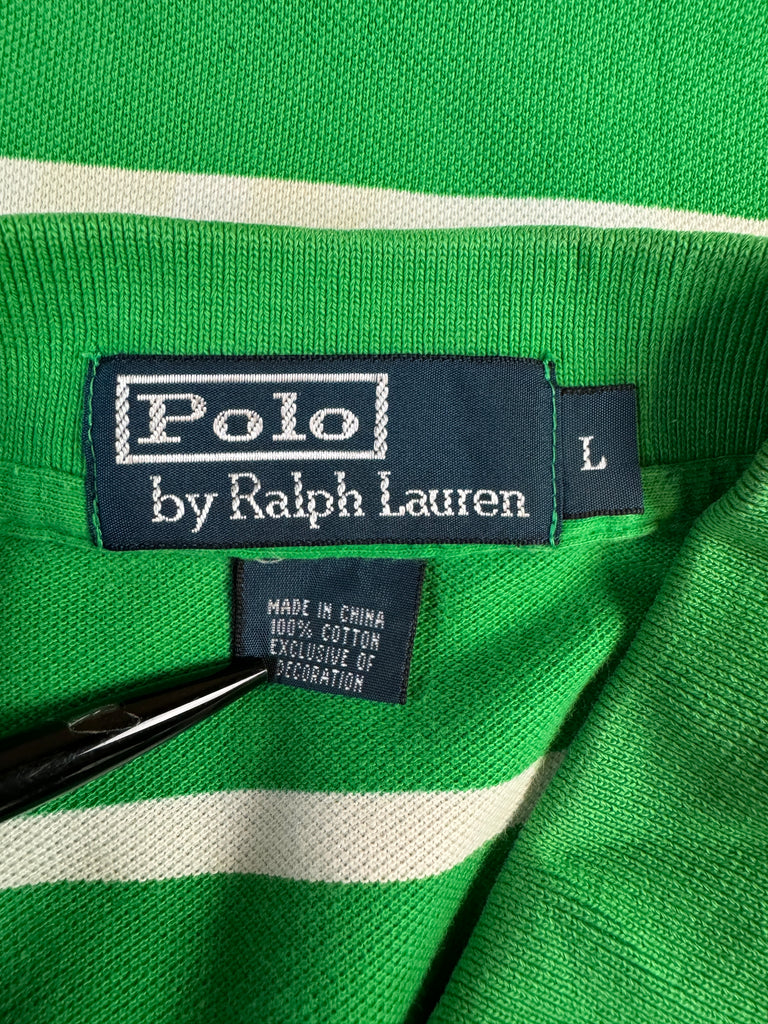 Polo
by Ralph Lauren
L
MADE IN CHINA
100% COTTON
EXCLUSIVE OF
DECORATION